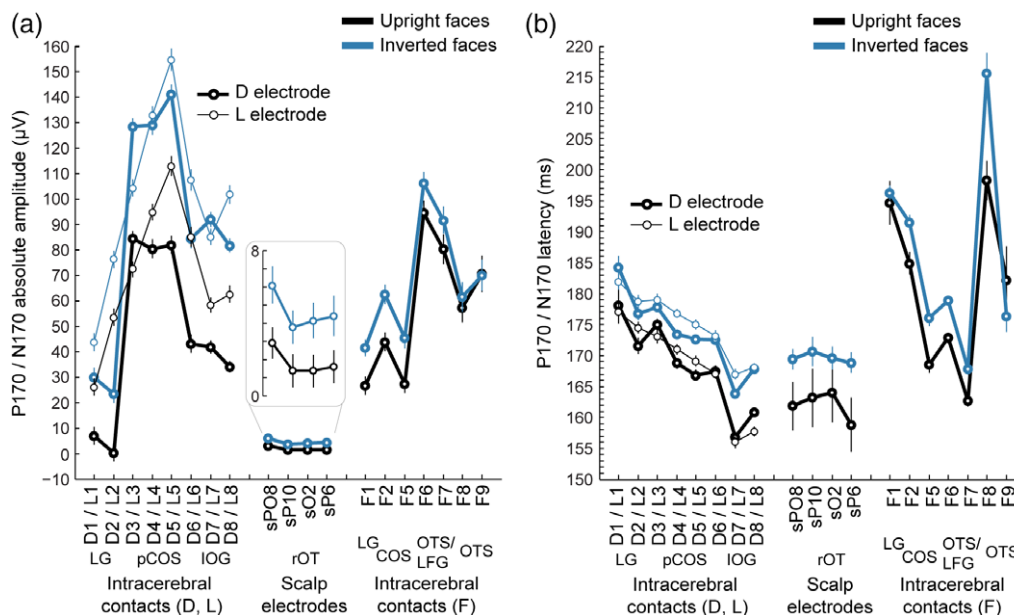 (a)
Upright faces
Inverted faces
P170 / N170 absolute amplitude (µV)
160
150
140
130
120
110
100
90
80
70
60
50
40
30
20
10
0
−10
D electrode
L electrode
8
0
D1 / L1
D2 / L2
D3 / L3
D4 / L4
D5 / L5
D6 / L6
D7 / L7
D8 / L8
sPO8
sP10
sO2
sP6
F1
F2
F5
F6
F7
F8
F9
LG pCOS IOG
rOT
LG COS OTS/ LFG OTS
Intracerebral contacts (D, L)
Scalp electrodes
Intracerebral contacts (F)
(b)
Upright faces
Inverted faces
P170 / N170 latency (ms)
220
215
210
205
200
195
190
185
180
175
170
165
160
155
150
D electrode
L electrode
D1 / L1
D2 / L2
D3 / L3
D4 / L4
D5 / L5
D6 / L6
D7 / L7
D8 / L8
sPO8
sP10
sO2
sP6
F1
F2
F5
F6
F7
F8
F9
LG pCOS IOG
rOT
LG COS OTS/ LFG OTS
Intracerebral contacts (D, L)
Scalp electrodes
Intracerebral contacts (F)